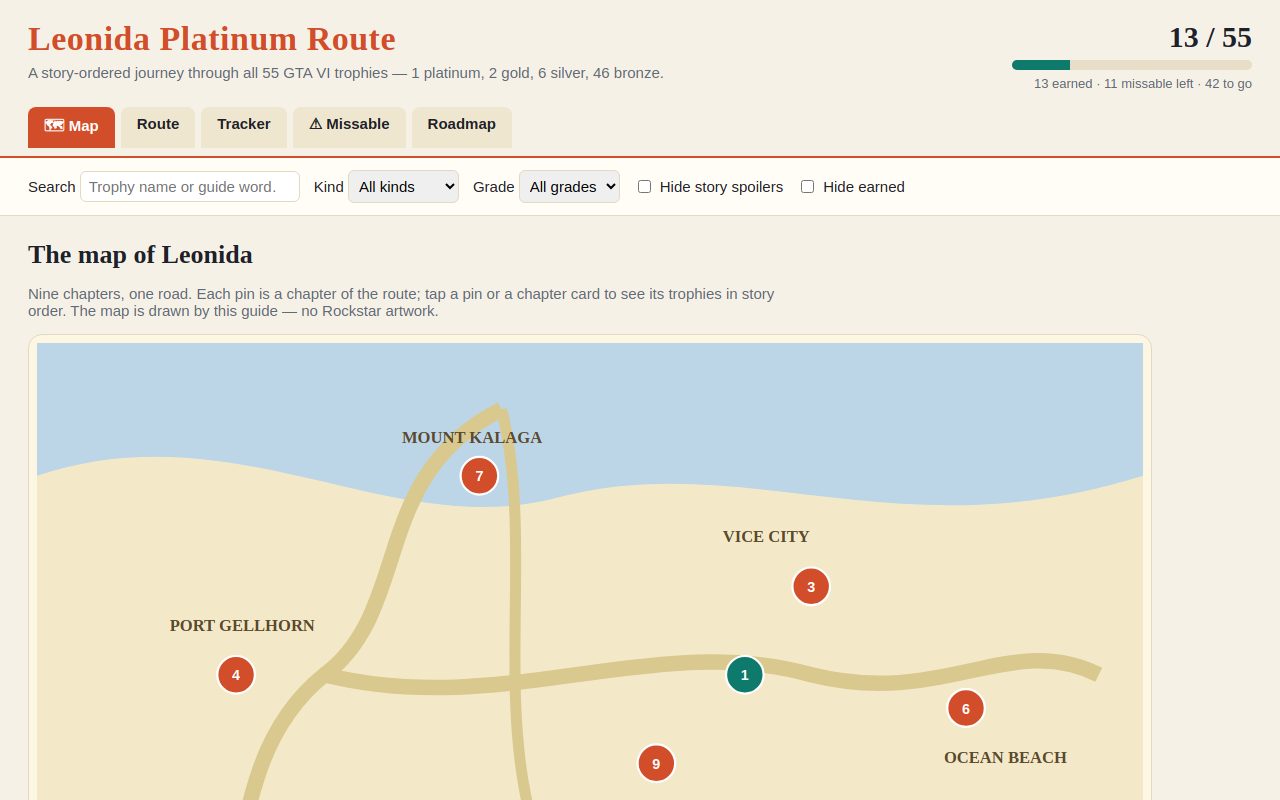 Leonida Platinum Route
13 / 55
A story-ordered journey through all 55 GTA VI trophies — 1 platinum, 2 gold, 6 silver, 46 bronze.
13 earned · 11 missable left · 42 to go
🗺 Map
Route
Tracker
⚠ Missable
Roadmap
Search Trophy name or guide word. Kind All kinds Grade All grades Hide story spoilers Hide earned
The map of Leonida
Nine chapters, one road. Each pin is a chapter of the route; tap a pin or a chapter card to see its trophies in story
order. The map is drawn by this guide — no Rockstar artwork.
MOUNT KALAGA
7
VICE CITY
3
PORT GELLHORN
4
1
6
OCEAN BEACH
9